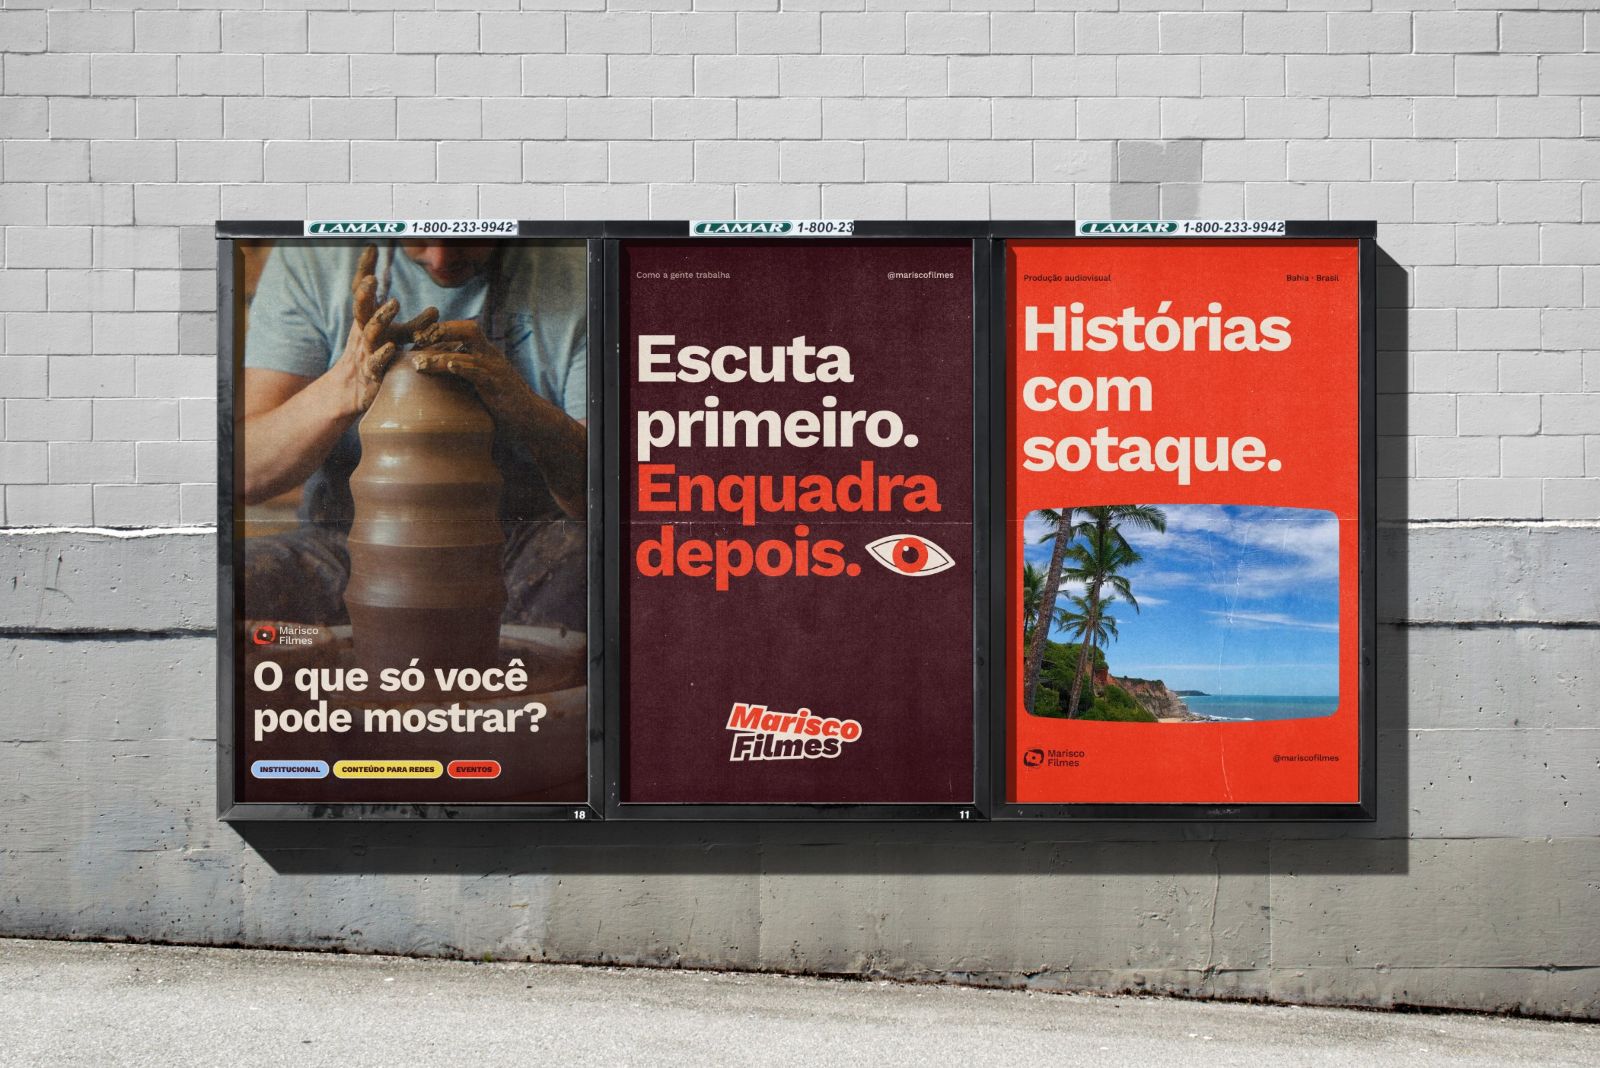 LAMAR 1-800-233-9942
Marisco
Filmes
O que só você
pode mostrar?
INSTITUCIONAL CONTEÚDO PARA REDES EVENTOS
18
LAMAR 1-800-23
Como a gente trabalha @mariscofilmes
Escuta
primeiro.
Enquadra
depois.
Marisco
Filmes
11
LAMAR 1-800-233-9942
Produção audiovisual Bahia · Brasil
Histórias
com
sotaque.
Marisco
Filmes
@mariscofilmes